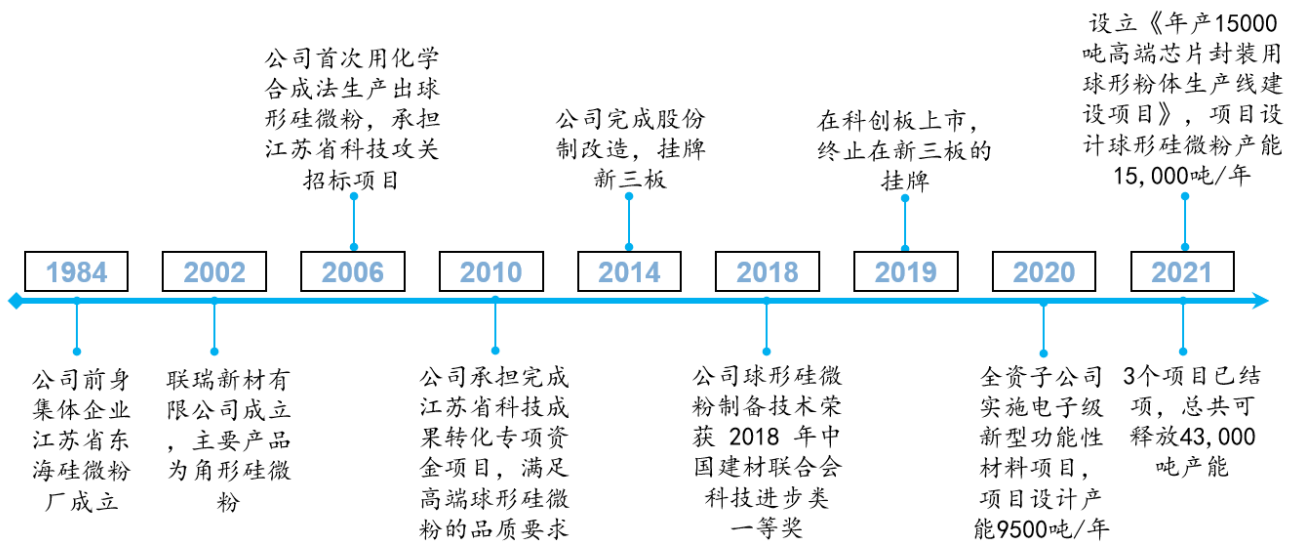 公司首次用化学
合成法生产出球
形硅微粉，承担
江苏省科技攻关
招标项目
公司完成股份
制改造，挂牌
新三板
在科创板上市，
终止在新三板的
挂牌
设立《年产15000
吨高端芯片封装用
球形粉体生产线建
设项目》，项目设
计球形硅微粉产能
15,000吨/年
1984
2002
2006
2010
2014
2018
2019
2020
2021
公司前身
集体企业
江苏省东
海硅微粉
厂成立
联瑞新材有
限公司成立
，主要产品
为角形硅微
粉
公司承担完成
江苏省科技成
果转化专项资
金项目，满足
高端球形硅微
粉的品质要求
公司球形硅微
粉制备技术荣
获 2018 年中
国建材联合会
科技进步类
一等奖
全资子公司
实施电子级
新型功能性
材料项目，
项目设计产
能9500吨/年
3个项目已结
项，总共可
释放43,000
吨产能